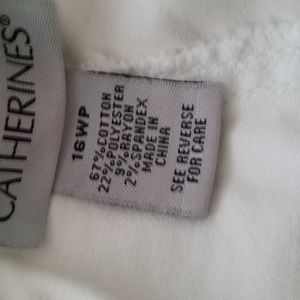 CATHERINES®
16WP
67% COTTON
22% POLYESTER
9% RAYON
2% SPANDEX
MADE IN
CHINA
SEE REVERSE
FOR CARE